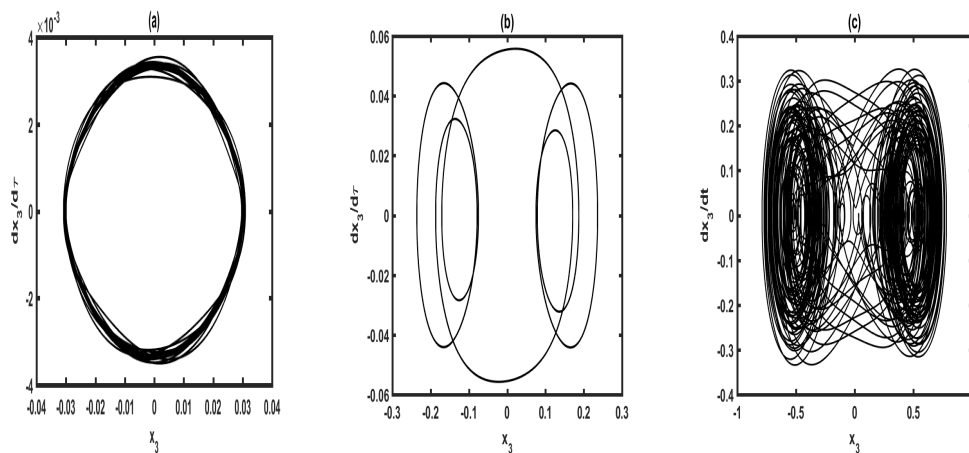 (a)
×10⁻³
4
2
0
-2
-4
-0.04 -0.03 -0.02 -0.01 0 0.01 0.02 0.03 0.04
dx₃/dτ
x₃
(b)
0.06
0.04
0.02
0
-0.02
-0.04
-0.06
-0.3 -0.2 -0.1 0 0.1 0.2 0.3
dx₃/dτ
x₃
(c)
0.4
0.3
0.2
0.1
0
-0.1
-0.2
-0.3
-0.4
-1 -0.5 0 0.5
dx₃/dt
x₃